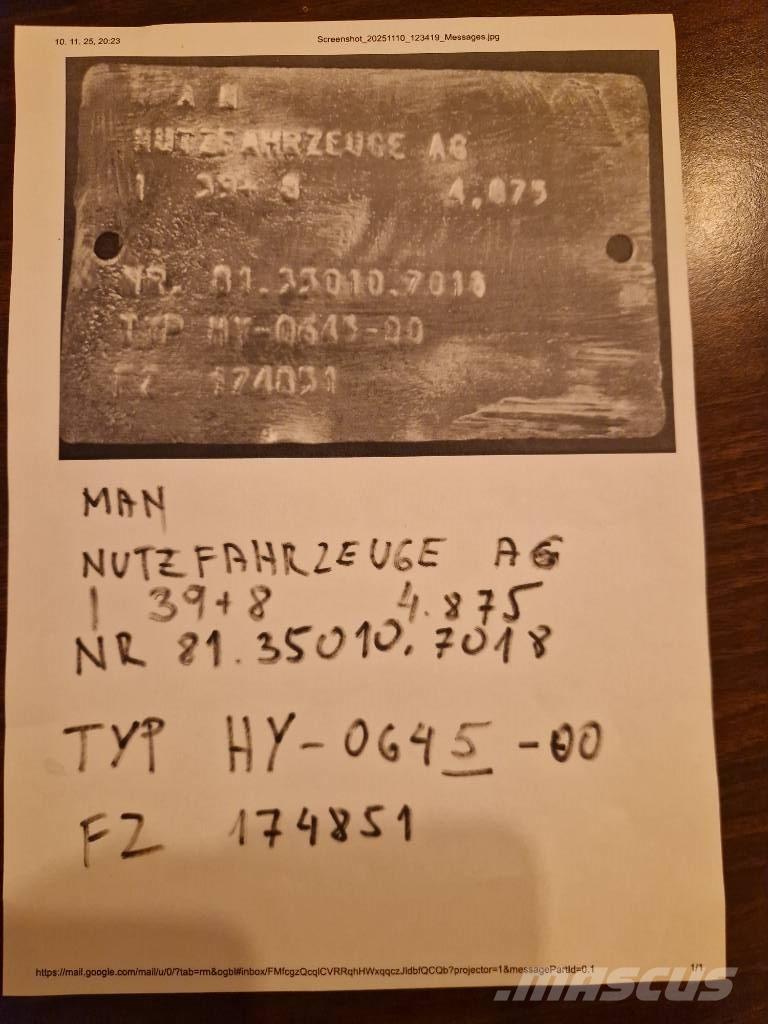 10. 11. 25, 20:23
Screenshot_20251110_123419_Messages.jpg
A N
NUTZFAHRZEUGE AG
1 39+ 8 4,875
NR. 81.35010.7018
TYP HY-0645-00
FZ 174851
MAN
NUTZFAHRZEUGE AG
1 39+8 4.875
NR 81.35010.7018
TYP HY-0645-00
FZ 174851
1/1
.mascus